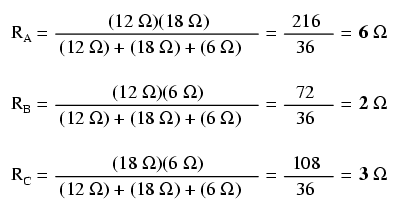 R_A = (12 Ω)(18 Ω) / (12 Ω) + (18 Ω) + (6 Ω) = 216 / 36 = 6 Ω
R_B = (12 Ω)(6 Ω) / (12 Ω) + (18 Ω) + (6 Ω) = 72 / 36 = 2 Ω
R_C = (18 Ω)(6 Ω) / (12 Ω) + (18 Ω) + (6 Ω) = 108 / 36 = 3 Ω